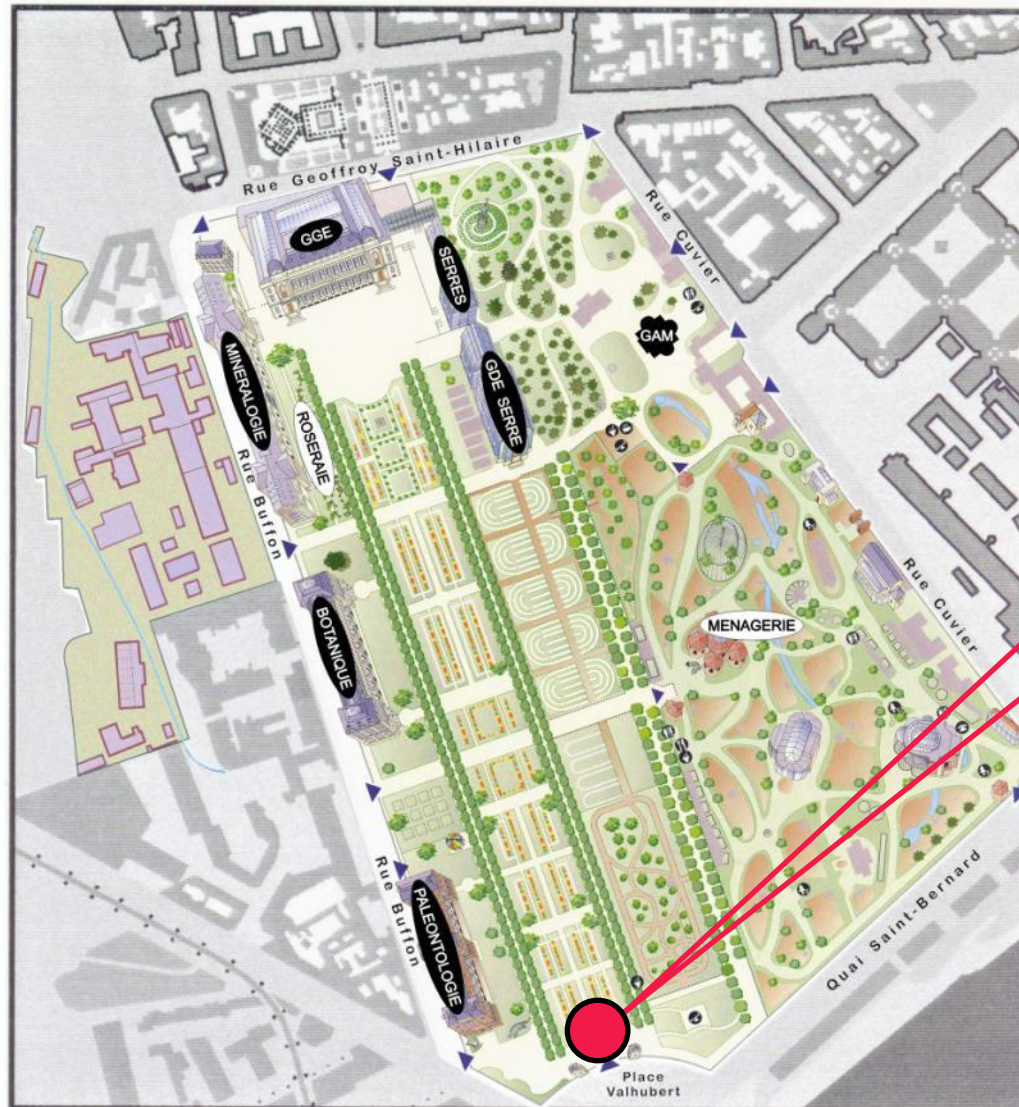 Rue Geoffroy Saint-Hilaire
GGE
SERRES
Rue Cuvier
GAM
MINERALOGIE
GDE SERRE
ROSERAIE
Rue Buffon
BOTANIQUE
MENAGERIE
Rue Cuvier
PALEONTOLOGIE
Rue Buffon
Quai Saint-Bernard
Place
Valhubert